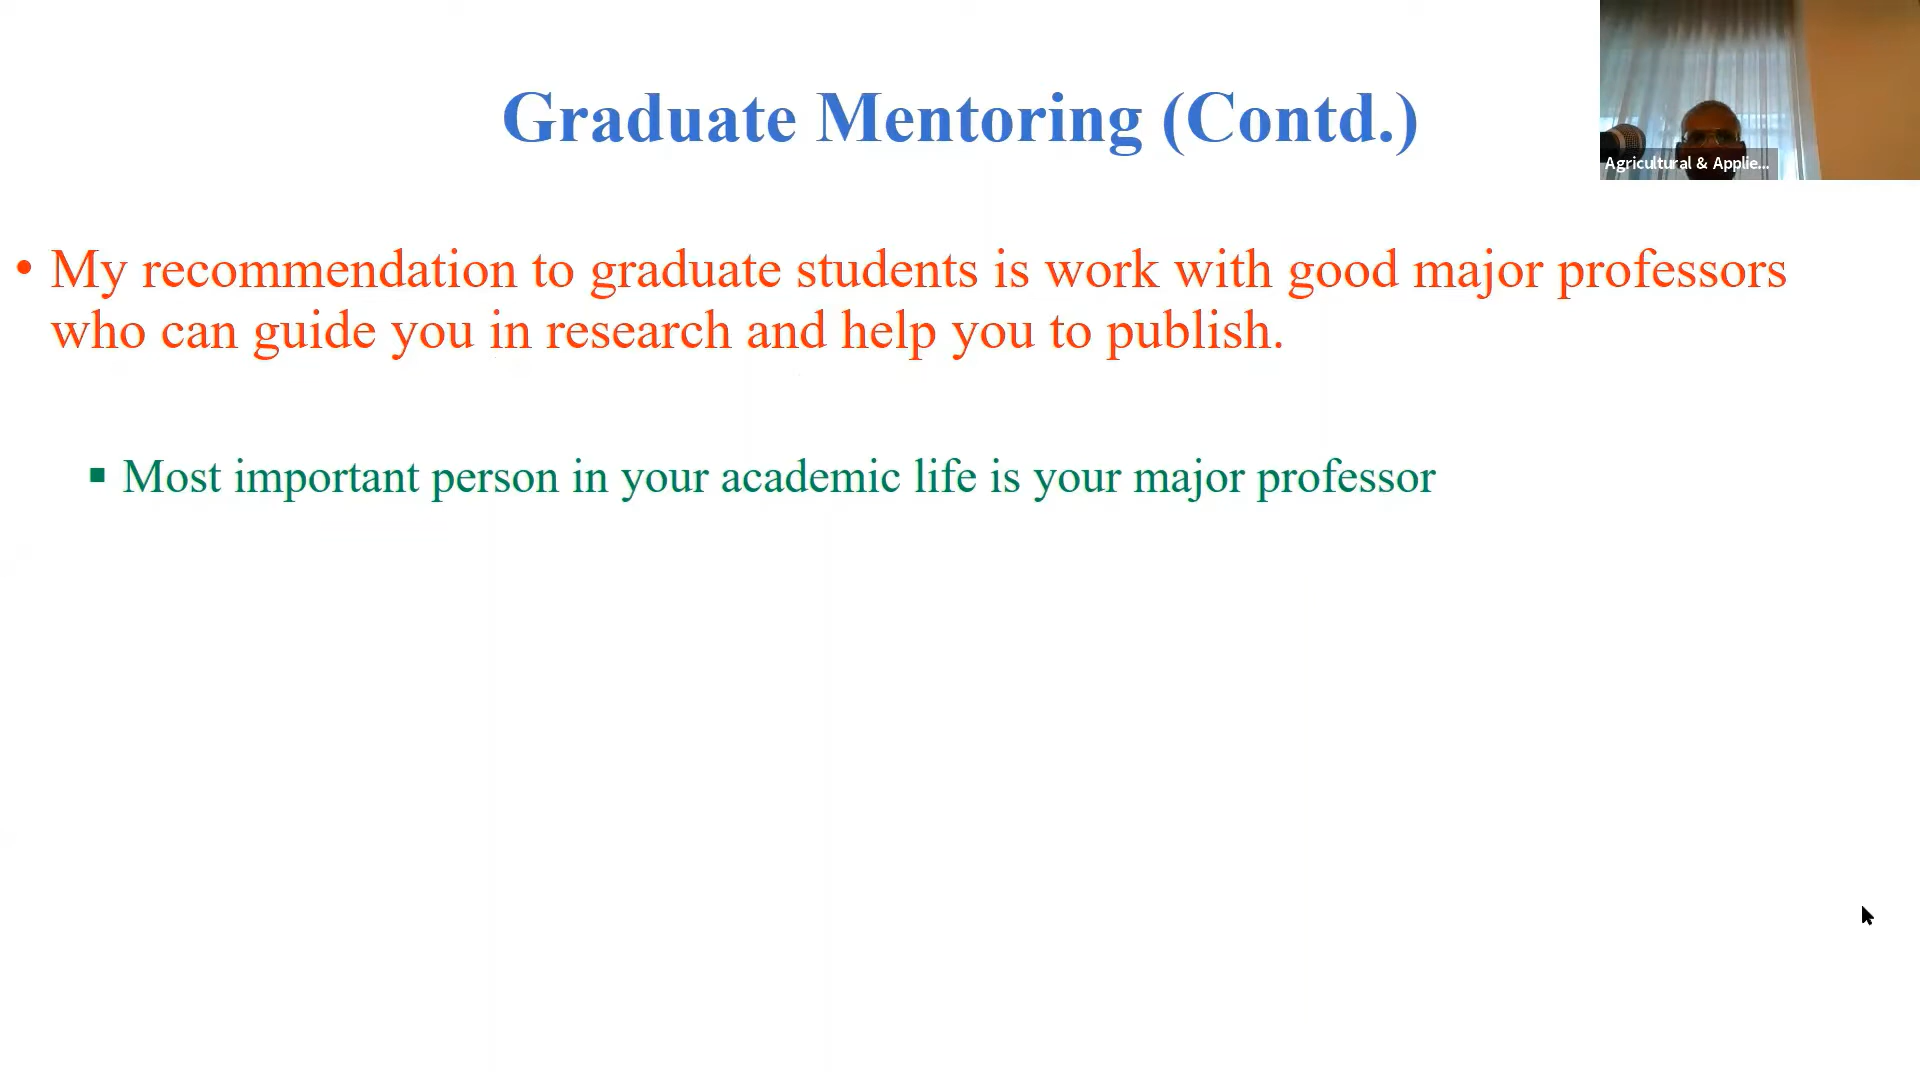 Graduate Mentoring (Contd.)
Agricultural & Applie...
• My recommendation to graduate students is work with good major professors
who can guide you in research and help you to publish.
▪ Most important person in your academic life is your major professor